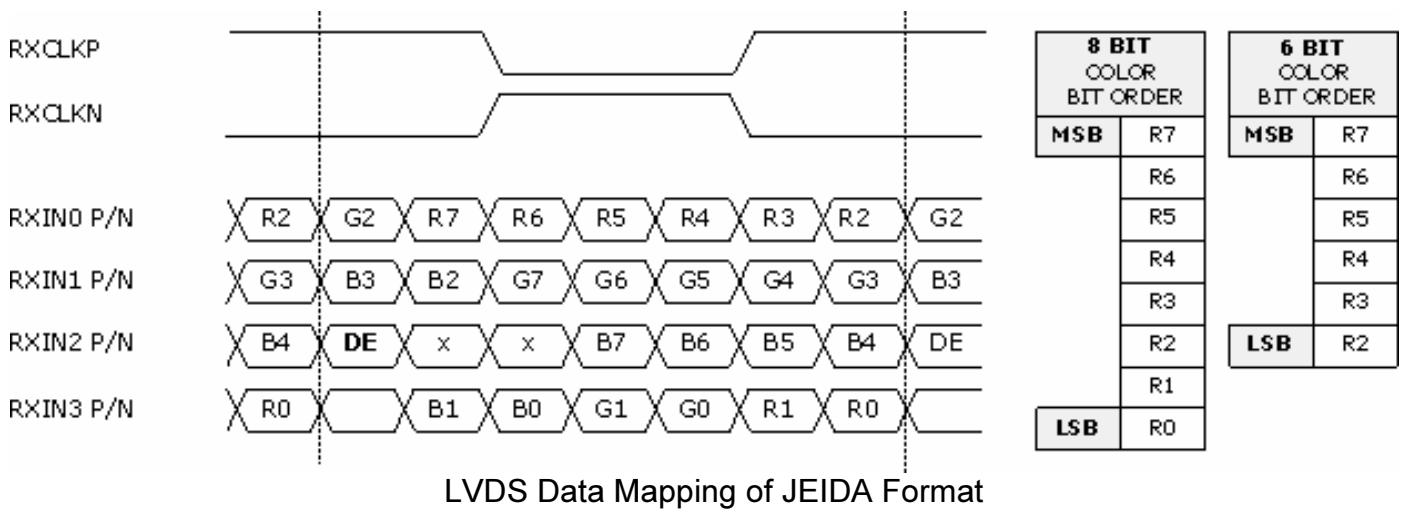 RXCLKP
RXCLKN
RXIN0 P/N R2 G2 R7 R6 R5 R4 R3 R2 G2
RXIN1 P/N G3 B3 B2 G7 G6 G5 G4 G3 B3
RXIN2 P/N B4 DE x x B7 B6 B5 B4 DE
RXIN3 P/N R0 B1 B0 G1 G0 R1 R0
8 BIT
COLOR
BIT ORDER
MSB R7
R6
R5
R4
R3
R2
R1
LSB R0
6 BIT
COLOR
BIT ORDER
MSB R7
R6
R5
R4
R3
LSB R2
LVDS Data Mapping of JEIDA Format